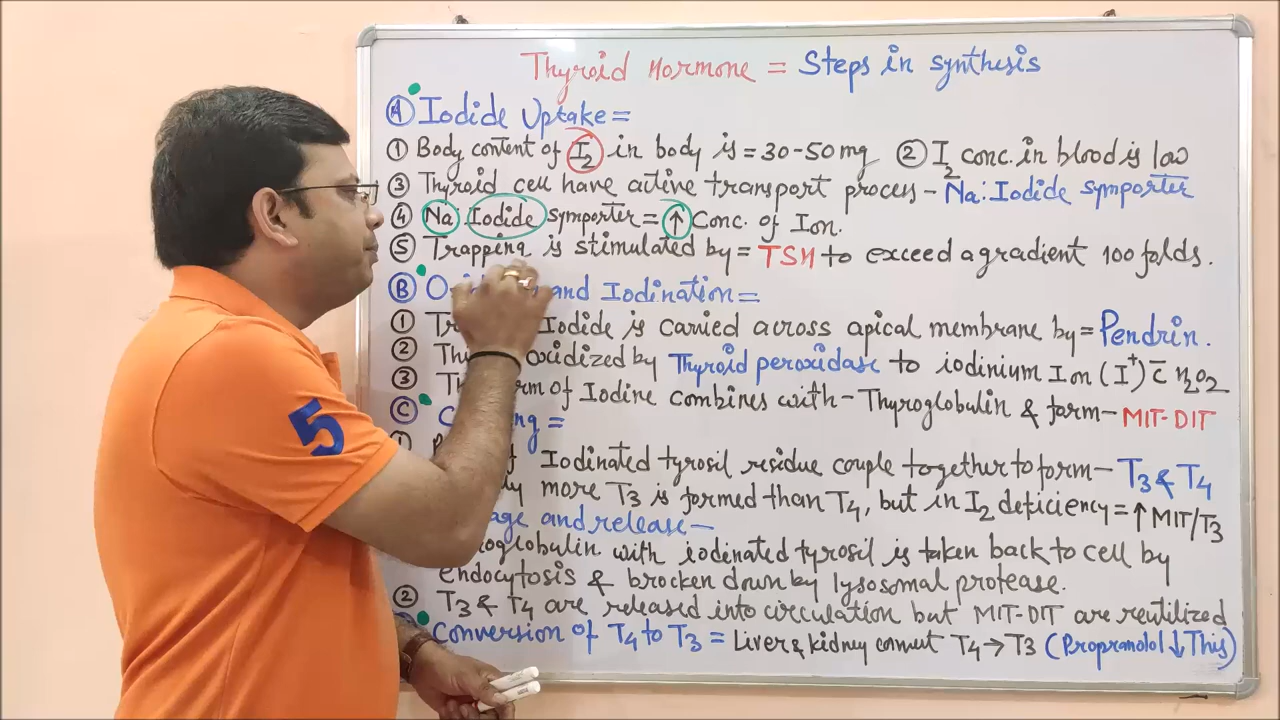 Thyroid Hormone = Steps in synthesis
A Iodide Uptake =
① Body content of I2 in body is = 30-50 mg ② I2 conc. in blood is low
③ Thyroid cell have active transport process - Na: Iodide symporter
④ Na Iodide symporter = ↑ Conc. of Ion.
⑤ Trapping is stimulated by = TSH to exceed a gradient 100 folds.
B and Iodination =
① Iodide is caried across apical membrane by = Pendrin.
② oxidized by Thyroid peroxidase to iodinium Ion (I+) c̄ H2O2
③ of Iodine combines with - Thyroglobulin & form - MIT-DIT
C =
Iodinated tyrosil residue couple together to form - T3 & T4
more T3 is formed than T4, but in I2 deficiency = ↑ MIT/T3
and release -
with iodinated tyrosil is taken back to cell by
endocytosis & brocken down by lysosomal protease.
② T3 & T4 are released into circulation but MIT-DIT are reutilized
Conversion of T4 to T3 = Liver & kidney convert T4 → T3 (Propranolol ↓ This)
5